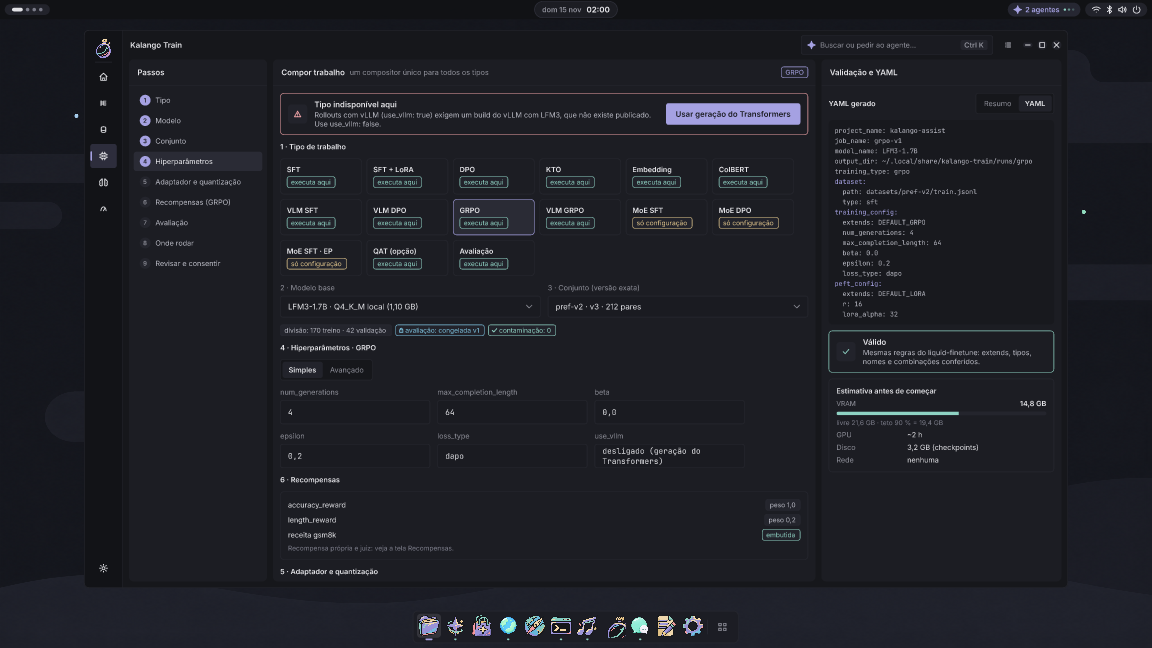 dom 15 nov 02:00
2 agentes
Kalango Train
Buscar ou pedir ao agente...
Ctrl K
Passos
1 Tipo
2 Modelo
3 Conjunto
4 Hiperparâmetros
5 Adaptador e quantização
6 Recompensas (GRPO)
7 Avaliação
8 Onde rodar
9 Revisar e consentir
Compor trabalho um compositor único para todos os tipos
GRPO
Tipo indisponível aqui
Rollouts com vLLM (use_vllm: true) exigem um build do vLLM com LFM3, que não existe publicado.
Use use_vllm: false.
Usar geração do Transformers
1 · Tipo de trabalho
SFT
executa aqui
SFT + LoRA
executa aqui
DPO
executa aqui
KTO
executa aqui
Embedding
executa aqui
ColBERT
executa aqui
VLM SFT
executa aqui
VLM DPO
executa aqui
GRPO
executa aqui
VLM GRPO
executa aqui
MoE SFT
só configuração
MoE DPO
só configuração
MoE SFT · EP
só configuração
QAT (opção)
executa aqui
Avaliação
executa aqui
2 · Modelo base
LFM3-1.7B · Q4_K_M local (1,10 GB)
3 · Conjunto (versão exata)
pref-v2 · v3 · 212 pares
divisão: 170 treino · 42 validação
avaliação: congelada v1
contaminação: 0
4 · Hiperparâmetros · GRPO
Simples
Avançado
num_generations
4
max_completion_length
64
beta
0,0
epsilon
0,2
loss_type
dapo
use_vllm
desligado (geração do
Transformers)
6 · Recompensas
accuracy_reward
peso 1,0
length_reward
peso 0,2
receita gsm8k
embutida
Recompensa própria e juiz: veja a tela Recompensas.
5 · Adaptador e quantização
Validação e YAML
YAML gerado
Resumo
YAML
project_name: kalango-assist
job_name: grpo-v1
model_name: LFM3-1.7B
output_dir: ~/.local/share/kalango-train/runs/grpo
training_type: grpo
dataset:
path: datasets/pref-v2/train.jsonl
type: sft
training_config:
extends: DEFAULT_GRPO
num_generations: 4
max_completion_length: 64
beta: 0.0
epsilon: 0.2
loss_type: dapo
peft_config:
extends: DEFAULT_LORA
r: 16
lora_alpha: 32
Válido
Mesmas regras do liquid-finetune: extends, tipos,
nomes e combinações conferidos.
Estimativa antes de começar
VRAM
14,8 GB
livre 21,6 GB · teto 90 % = 19,4 GB
GPU
~2 h
Disco
3,2 GB (checkpoints)
Rede
nenhuma